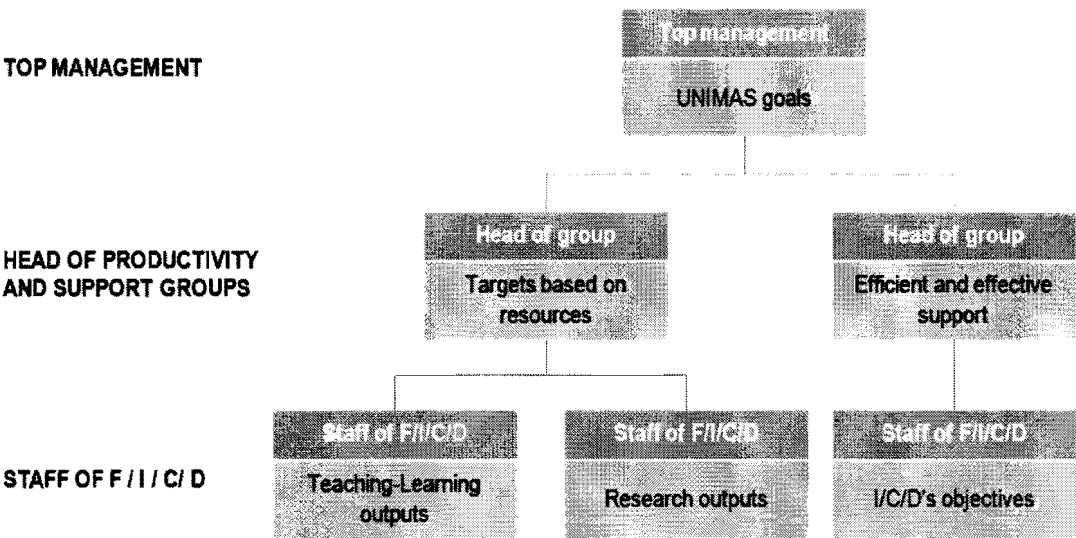 Top management
TOP MANAGEMENT
UNIMAS goals
Head of group
Head of group
HEAD OF PRODUCTIVITY
AND SUPPORT GROUPS
Targets based on
resources
Efficient and effective
support
Staff of F/I/C/D
Staff of F/I/C/D
Staff of F/I/C/D
STAFF OF F / I / C/ D
Teaching-Learning
outputs
Research outputs
I/C/D's objectives